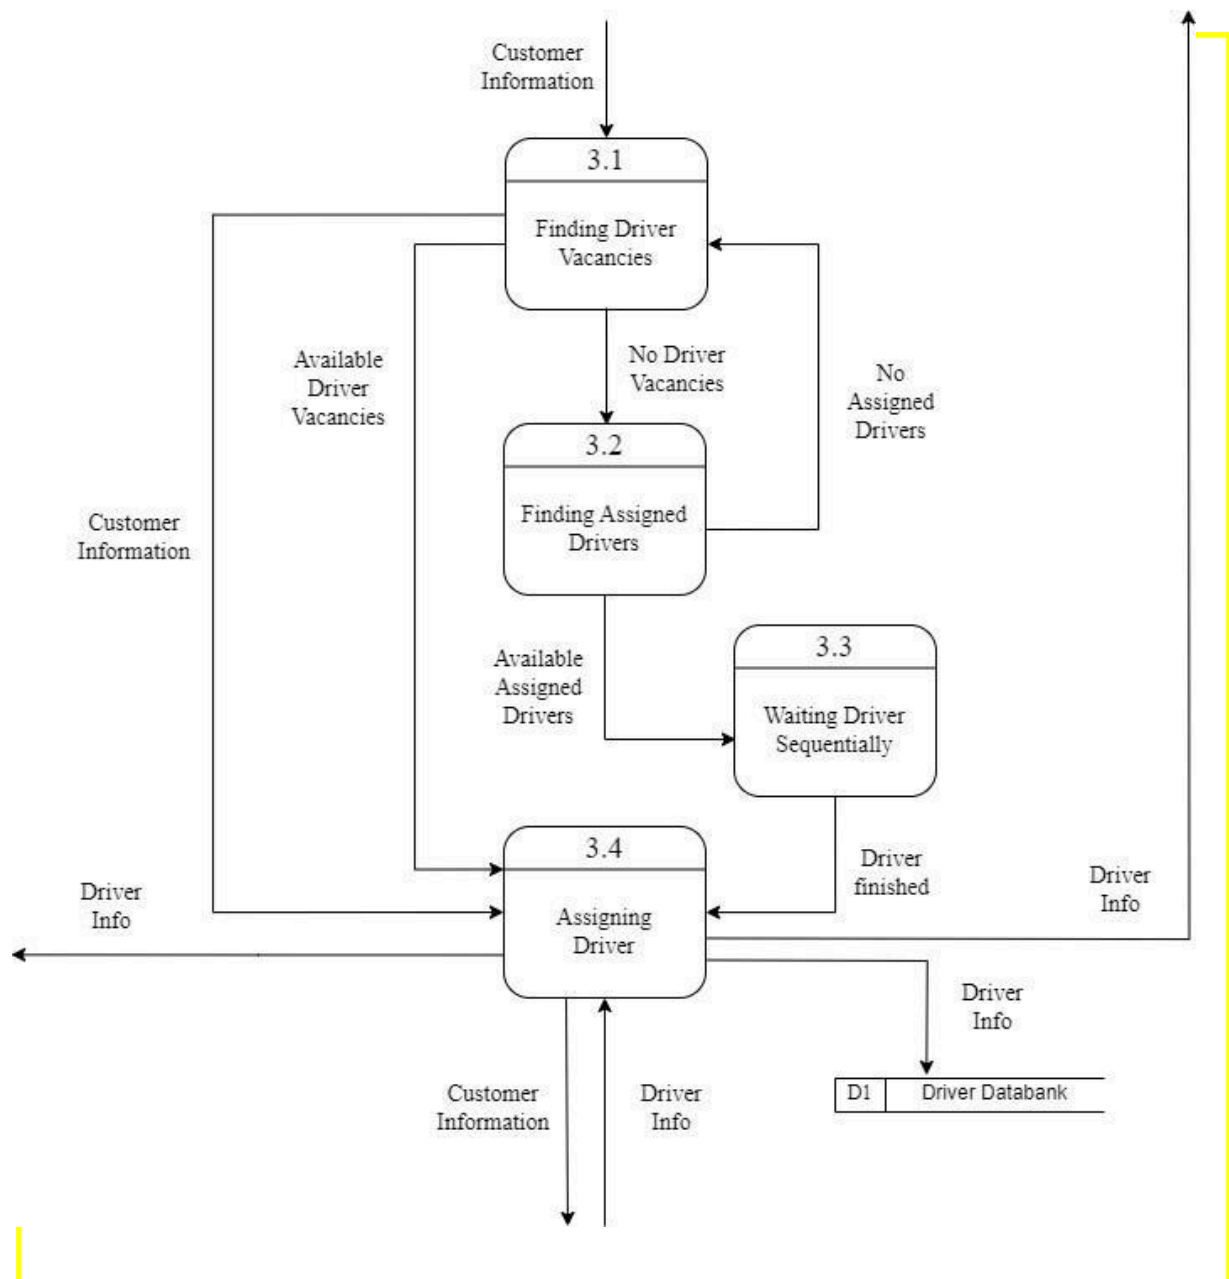 Customer
Information
3.1
Finding Driver
Vacancies
Available
Driver
Vacancies
No Driver
Vacancies
No
Assigned
Drivers
3.2
Finding Assigned
Drivers
Customer
Information
Available
Assigned
Drivers
3.3
Waiting Driver
Sequentially
3.4
Assigning
Driver
Driver
finished
Driver
Info
Driver
Info
Driver
Info
Customer
Information
Driver
Info
D1 Driver Databank